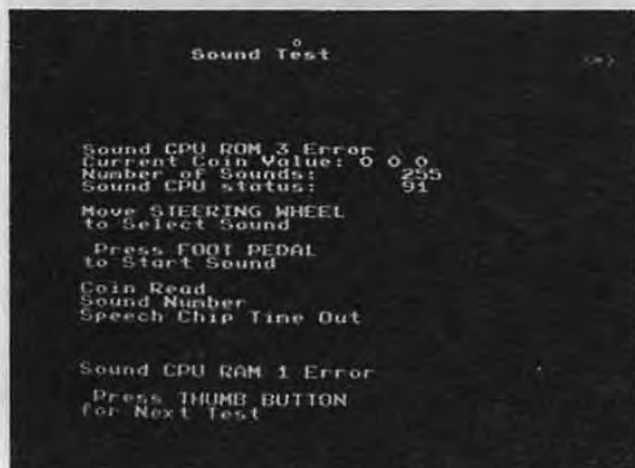 0
Sound Test
Sound CPU ROM 3 Error
Current Coin Value: 0 0 0
Number of Sounds: 255
Sound CPU status: 91
Move STEERING WHEEL
to Select Sound
Press FOOT PEDAL
to Start Sound
Coin Read
Sound Number
Speech Chip Time Out
Sound CPU RAM 1 Error
Press THUMB BUTTON
for Next Test